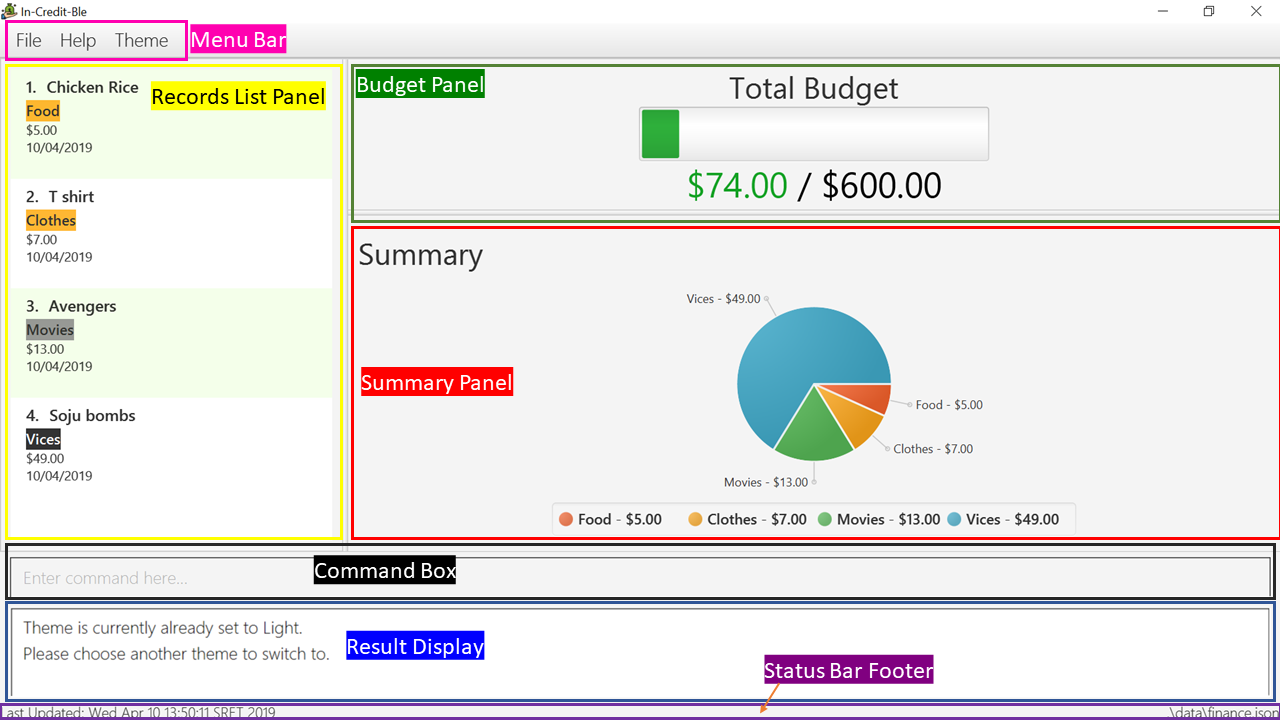 In-Credit-Ble
File Help Theme
Menu Bar
Records List Panel
1. Chicken Rice
Food
$5.00
10/04/2019
2. T shirt
Clothes
$7.00
10/04/2019
3. Avengers
Movies
$13.00
10/04/2019
4. Soju bombs
Vices
$49.00
10/04/2019
Budget Panel
Total Budget
$74.00 / $600.00
Summary
Summary Panel
Vices - $49.00
Food - $5.00
Clothes - $7.00
Movies - $13.00
Food - $5.00 Clothes - $7.00 Movies - $13.00 Vices - $49.00
Enter command here...
Command Box
Theme is currently already set to Light.
Please choose another theme to switch to.
Result Display
Status Bar Footer
Last Updated: Wed Apr 10 13:50:11 SRET 2019
.\data\finance.json